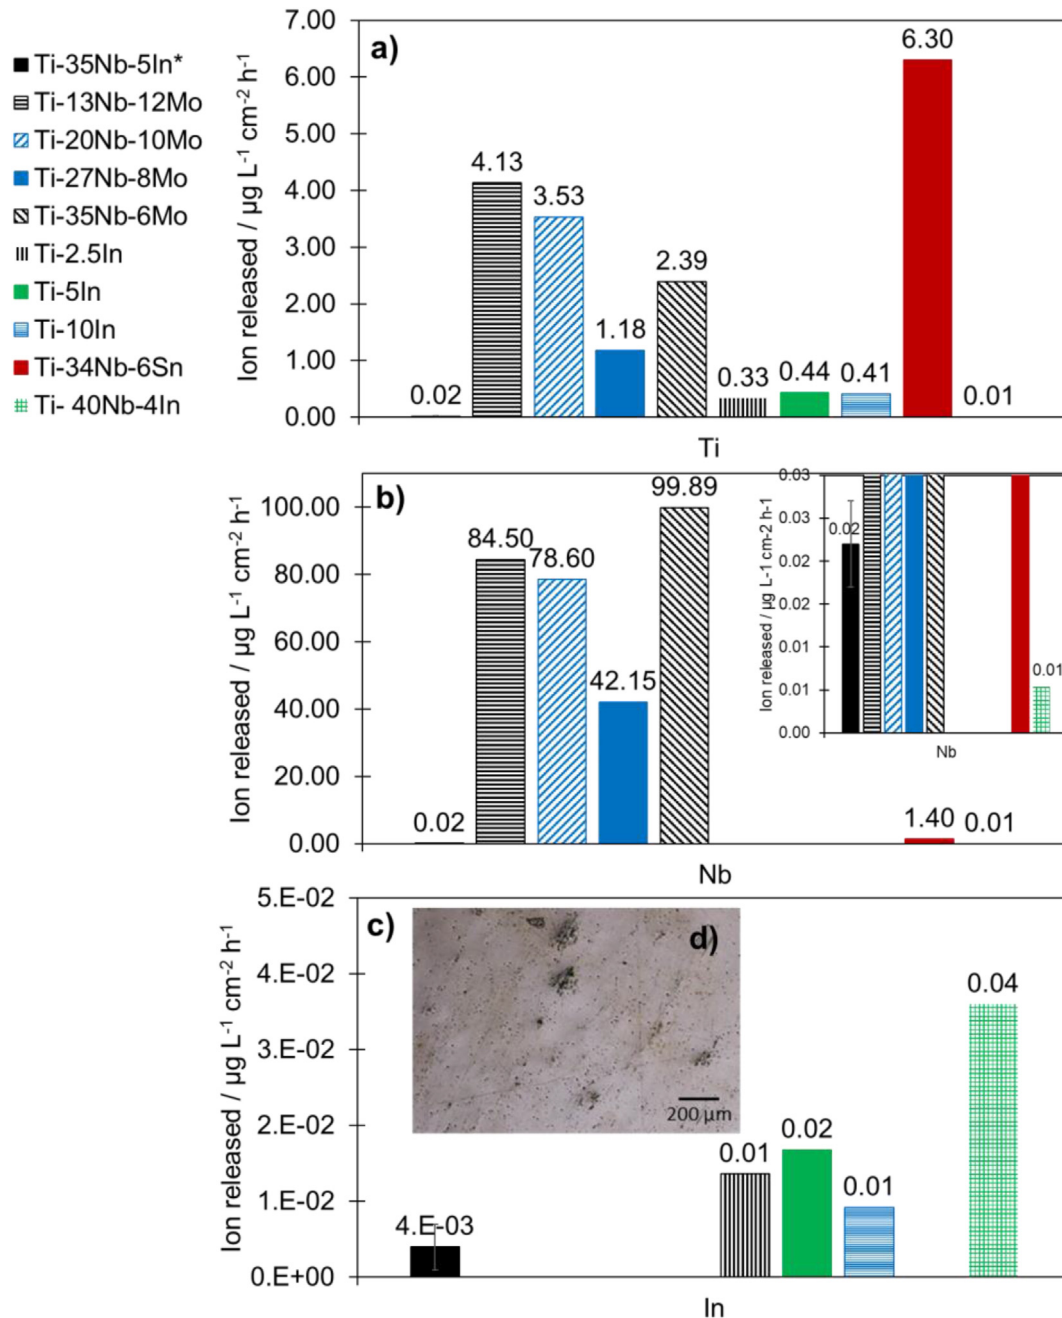 Ti-35Nb-5In*
Ti-13Nb-12Mo
Ti-20Nb-10Mo
Ti-27Nb-8Mo
Ti-35Nb-6Mo
Ti-2.5In
Ti-5In
Ti-10In
Ti-34Nb-6Sn
Ti- 40Nb-4In
a)
Ion released / µg L⁻¹ cm⁻² h⁻¹
7.00
6.00
5.00
4.00
3.00
2.00
1.00
0.00
0.02
4.13
3.53
1.18
2.39
0.33
0.44
0.41
6.30
0.01
Ti
b)
Ion released / µg L⁻¹ cm⁻² h⁻¹
100.00
80.00
60.00
40.00
20.00
0.00
0.02
84.50
78.60
42.15
99.89
1.40
0.01
Nb
Ion released / µg L-1 cm-2 h-1
0.03
0.03
0.02
0.02
0.01
0.01
0.00
0.02
0.01
Nb
c)
Ion released / µg L⁻¹ cm⁻² h⁻¹
5.E-02
4.E-02
3.E-02
2.E-02
1.E-02
0.E+00
d)
200 µm
4.E-03
0.01
0.02
0.01
0.04
In